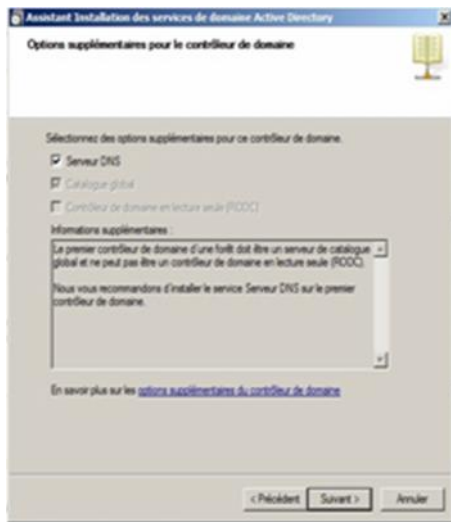 Assistant Installation des services de domaine Active Directory
Options supplémentaires pour le contrôleur de domaine
Sélectionnez des options supplémentaires pour ce contrôleur de domaine.
Serveur DNS
Catalogue global
Contrôleur de domaine en lecture seule (RODC)
Informations supplémentaires :
Le premier contrôleur de domaine d'une forêt doit être un serveur de catalogue
global et ne peut pas être un contrôleur de domaine en lecture seule (RODC).
Nous vous recommandons d'installer le service Serveur DNS sur le premier
contrôleur de domaine.
En savoir plus sur les options supplémentaires du contrôleur de domaine
< Précédent Suivant > Annuler